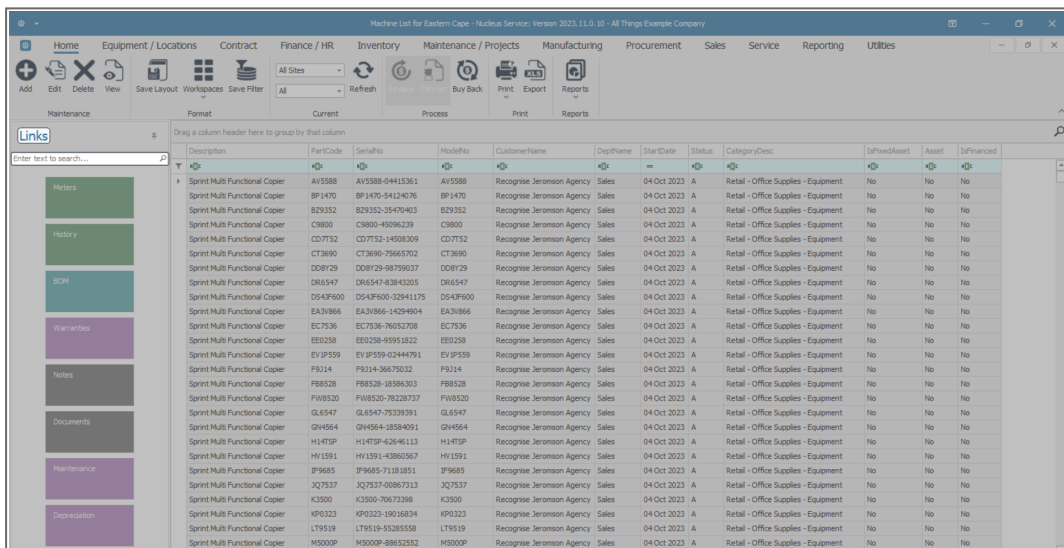 Machine List for Eastern Cape - Nucleus Service: Version 2023.11.0.10 - All Things Example Company
Home Equipment / Locations Contract Finance / HR Inventory Maintenance / Projects Manufacturing Procurement Sales Service Reporting Utilities
All Sites
All
Add Edit Delete View Save Layout Workspaces Save Filter Refresh Buy Back Print Export Reports
Maintenance Format Current Process Print Reports
Links
Drag a column header here to group by that column
Enter text to search...
Description PartCode SerialNo ModelNo CustomerName DeptName StartDate Status CategoryDesc IsFixedAsset Asset IsFinanced
Meters
History
BOM
Warranties
Notes
Documents
Maintenance
Depreciation
Sprint Multi Functional Copier AV5588 AV5588-04415361 AV5588 Recognise Jeromson Agency Sales 04 Oct 2023 A Retail - Office Supplies - Equipment No No No
Sprint Multi Functional Copier BP1470 BP1470-54124076 BP1470 Recognise Jeromson Agency Sales 04 Oct 2023 A Retail - Office Supplies - Equipment No No No
Sprint Multi Functional Copier BZ9352 BZ9352-35470403 BZ9352 Recognise Jeromson Agency Sales 04 Oct 2023 A Retail - Office Supplies - Equipment No No No
Sprint Multi Functional Copier C9800 C9800-45096239 C9800 Recognise Jeromson Agency Sales 04 Oct 2023 A Retail - Office Supplies - Equipment No No No
Sprint Multi Functional Copier CD7T52 CD7T52-14508309 CD7T52 Recognise Jeromson Agency Sales 04 Oct 2023 A Retail - Office Supplies - Equipment No No No
Sprint Multi Functional Copier CT3690 CT3690-75665702 CT3690 Recognise Jeromson Agency Sales 04 Oct 2023 A Retail - Office Supplies - Equipment No No No
Sprint Multi Functional Copier DD8Y29 DD8Y29-98759037 DD8Y29 Recognise Jeromson Agency Sales 04 Oct 2023 A Retail - Office Supplies - Equipment No No No
Sprint Multi Functional Copier DR6547 DR6547-83843205 DR6547 Recognise Jeromson Agency Sales 04 Oct 2023 A Retail - Office Supplies - Equipment No No No
Sprint Multi Functional Copier DS4JF600 DS4JF600-32941175 DS4JF600 Recognise Jeromson Agency Sales 04 Oct 2023 A Retail - Office Supplies - Equipment No No No
Sprint Multi Functional Copier EA3V866 EA3V866-14294904 EA3V866 Recognise Jeromson Agency Sales 04 Oct 2023 A Retail - Office Supplies - Equipment No No No
Sprint Multi Functional Copier EC7536 EC7536-76052708 EC7536 Recognise Jeromson Agency Sales 04 Oct 2023 A Retail - Office Supplies - Equipment No No No
Sprint Multi Functional Copier EE0258 EE0258-95951822 EE0258 Recognise Jeromson Agency Sales 04 Oct 2023 A Retail - Office Supplies - Equipment No No No
Sprint Multi Functional Copier EV1P559 EV1P559-02444791 EV1P559 Recognise Jeromson Agency Sales 04 Oct 2023 A Retail - Office Supplies - Equipment No No No
Sprint Multi Functional Copier F9J14 F9J14-36675032 F9J14 Recognise Jeromson Agency Sales 04 Oct 2023 A Retail - Office Supplies - Equipment No No No
Sprint Multi Functional Copier FB8528 FB8528-18586303 FB8528 Recognise Jeromson Agency Sales 04 Oct 2023 A Retail - Office Supplies - Equipment No No No
Sprint Multi Functional Copier FW8520 FW8520-78228737 FW8520 Recognise Jeromson Agency Sales 04 Oct 2023 A Retail - Office Supplies - Equipment No No No
Sprint Multi Functional Copier GL6547 GL6547-75339391 GL6547 Recognise Jeromson Agency Sales 04 Oct 2023 A Retail - Office Supplies - Equipment No No No
Sprint Multi Functional Copier GN4564 GN4564-18584091 GN4564 Recognise Jeromson Agency Sales 04 Oct 2023 A Retail - Office Supplies - Equipment No No No
Sprint Multi Functional Copier H14TSP H14TSP-62646113 H14TSP Recognise Jeromson Agency Sales 04 Oct 2023 A Retail - Office Supplies - Equipment No No No
Sprint Multi Functional Copier HV1591 HV1591-43860567 HV1591 Recognise Jeromson Agency Sales 04 Oct 2023 A Retail - Office Supplies - Equipment No No No
Sprint Multi Functional Copier IF9685 IF9685-71181851 IF9685 Recognise Jeromson Agency Sales 04 Oct 2023 A Retail - Office Supplies - Equipment No No No
Sprint Multi Functional Copier JQ7537 JQ7537-00867313 JQ7537 Recognise Jeromson Agency Sales 04 Oct 2023 A Retail - Office Supplies - Equipment No No No
Sprint Multi Functional Copier K3500 K3500-70673398 K3500 Recognise Jeromson Agency Sales 04 Oct 2023 A Retail - Office Supplies - Equipment No No No
Sprint Multi Functional Copier KP0323 KP0323-19016834 KP0323 Recognise Jeromson Agency Sales 04 Oct 2023 A Retail - Office Supplies - Equipment No No No
Sprint Multi Functional Copier LT9519 LT9519-55285558 LT9519 Recognise Jeromson Agency Sales 04 Oct 2023 A Retail - Office Supplies - Equipment No No No
Sprint Multi Functional Copier M5000P M5000P-88652552 M5000P Recognise Jeromson Agency Sales 04 Oct 2023 A Retail - Office Supplies - Equipment No No No